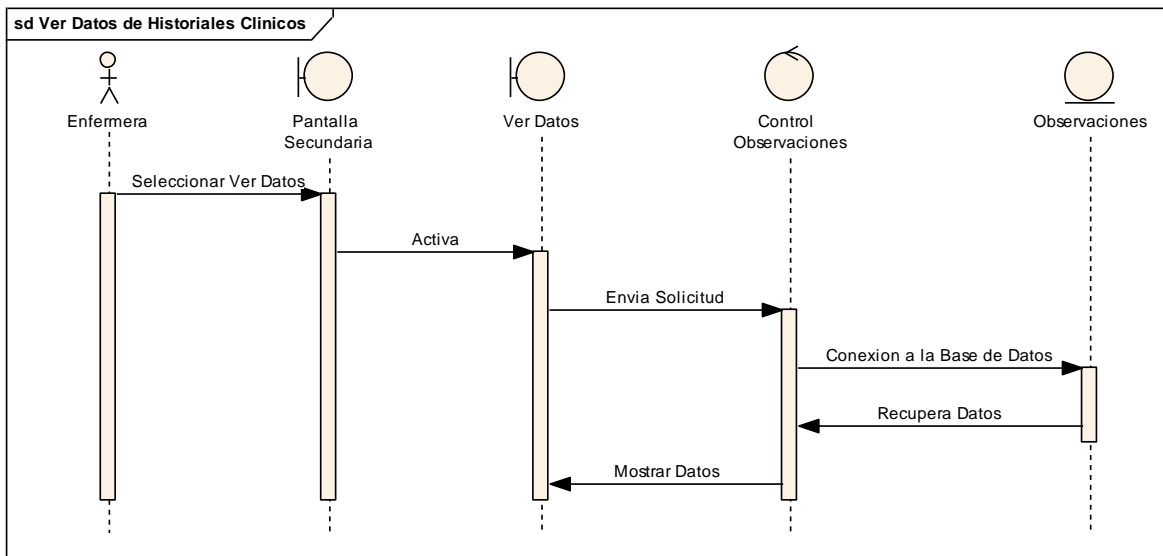 sd Ver Datos de Historiales Clinicos
Enfermera
Pantalla
Secundaria
Ver Datos
Control
Observaciones
Observaciones
Seleccionar Ver Datos
Activa
Envia Solicitud
Conexion a la Base de Datos
Recupera Datos
Mostrar Datos